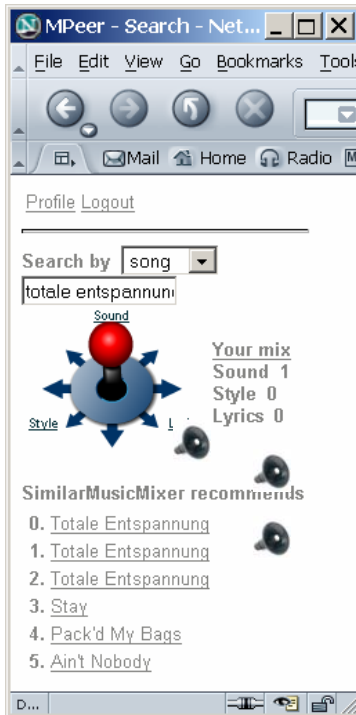 MPeer - Search - Net...
File Edit View Go Bookmarks Tools
Mail Home Radio M
Profile Logout
Search by song
totale entspannun
Sound
Style
Your mix
Sound 1
Style 0
Lyrics 0
SimilarMusicMixer recommends
0. Totale Entspannung
1. Totale Entspannung
2. Totale Entspannung
3. Stay
4. Pack'd My Bags
5. Ain't Nobody
D...